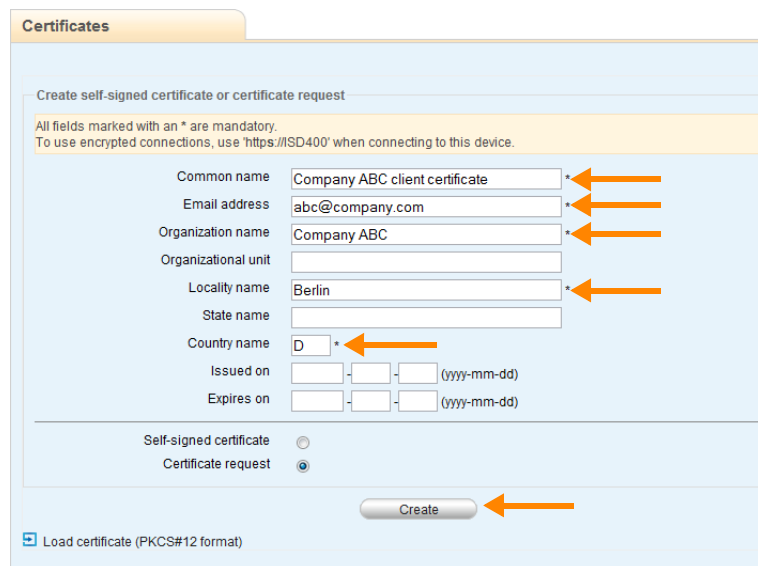 Certificates
Create self-signed certificate or certificate request
All fields marked with an * are mandatory.
To use encrypted connections, use 'https://ISD400' when connecting to this device.
Common name Company ABC client certificate *
Email address abc@company.com *
Organization name Company ABC *
Organizational unit
Locality name Berlin *
State name
Country name D *
Issued on - - (yyyy-mm-dd)
Expires on - - (yyyy-mm-dd)
Self-signed certificate
Certificate request
Create
Load certificate (PKCS#12 format)